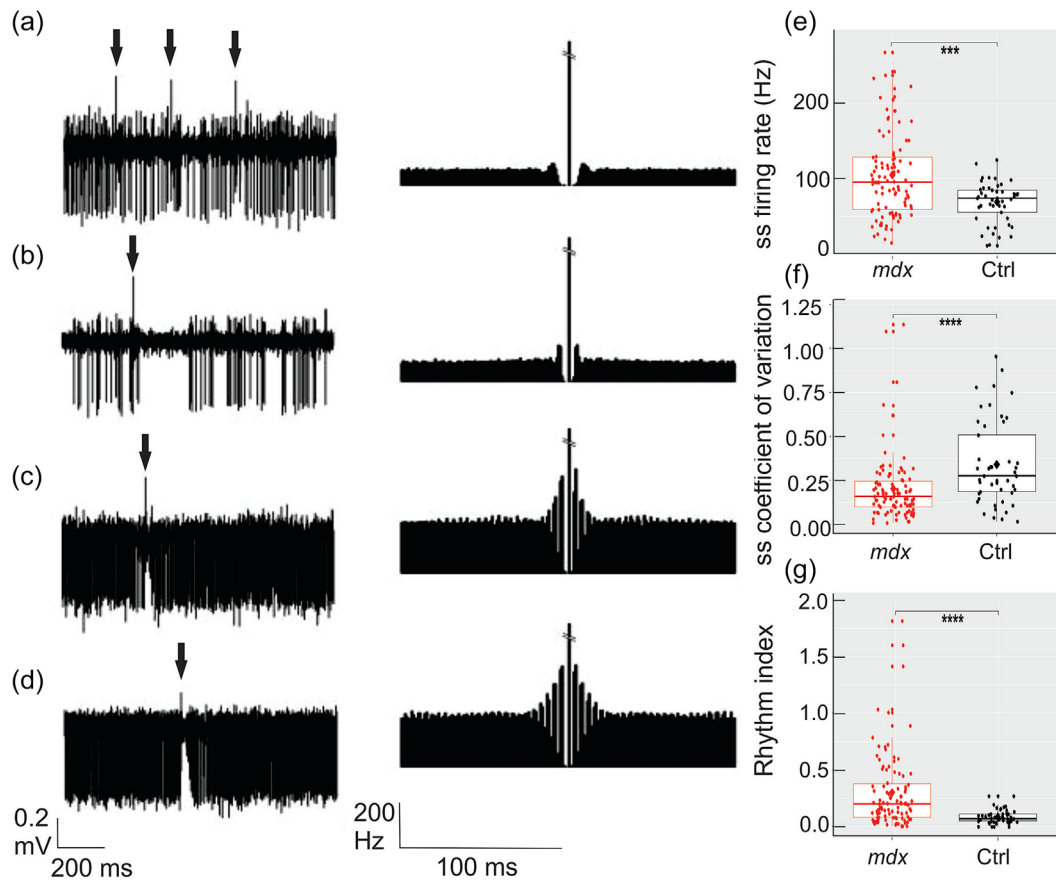 (a)
(b)
(c)
(d)
0.2
mV
200 ms
200
Hz
100 ms
(e)
ss firing rate (Hz)
200
100
0
***
mdx
Ctrl
(f)
ss coefficient of variation
1.25
1.00
0.75
0.50
0.25
0.00
****
mdx
Ctrl
(g)
Rhythm index
2.0
1.5
1.0
0.5
0.0
****
mdx
Ctrl